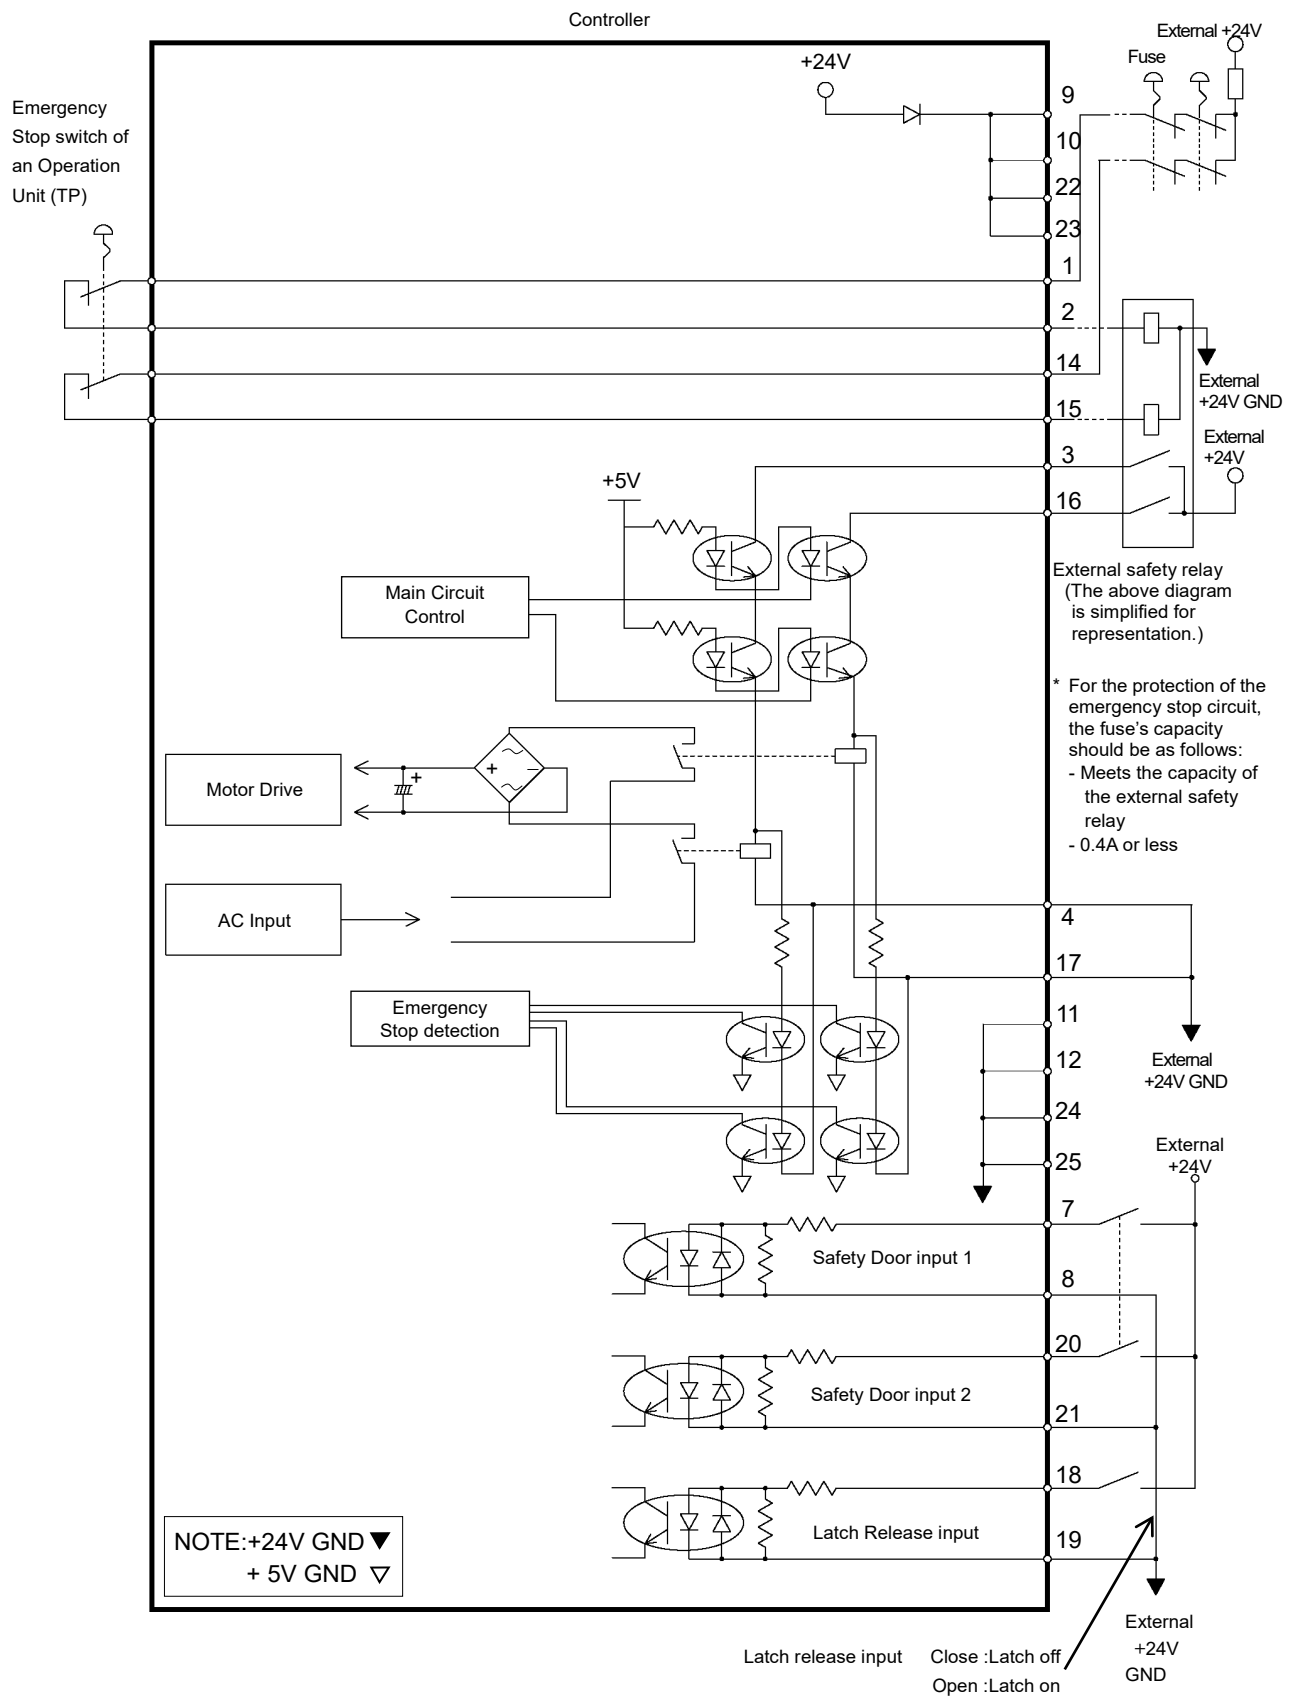 Controller
External +24V
Fuse
+24V
9
10
22
23
Emergency
Stop switch of
an Operation
Unit (TP)
1
2
14
External
+24V GND
15
External
+24V
3
16
+5V
Main Circuit
Control
External safety relay
(The above diagram
is simplified for
representation.)
* For the protection of the
emergency stop circuit,
the fuse's capacity
should be as follows:
- Meets the capacity of
the external safety
relay
- 0.4A or less
Motor Drive
+
+
−
AC Input
4
17
Emergency
Stop detection
11
12
24
25
External
+24V GND
External
+24V
7
Safety Door input 1
8
20
Safety Door input 2
21
18
Latch Release input
19
NOTE:+24V GND
+ 5V GND
External
+24V
GND
Latch release input Close :Latch off
Open :Latch on